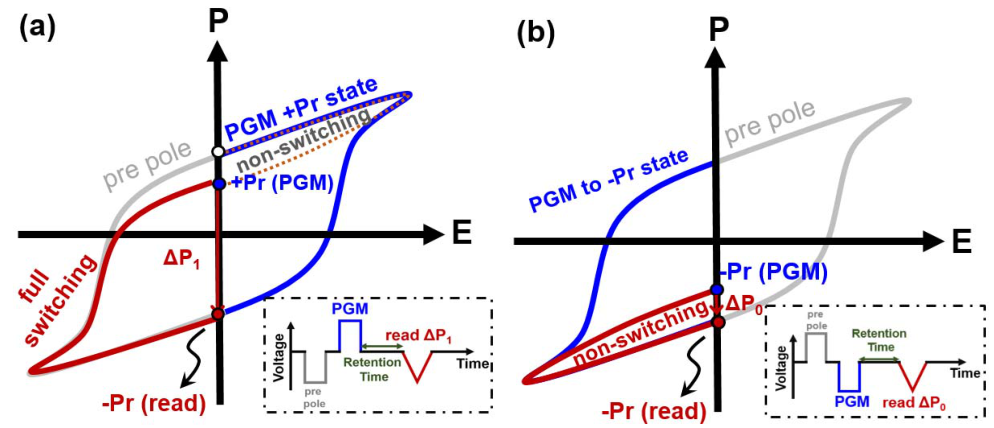 (a)
P
PGM +Pr state
non-switching
pre pole
+Pr (PGM)
E
ΔP1
full
switching
-Pr (read)
Voltage
PGM
read ΔP1
Retention
Time
Time
pre
pole
(b)
P
pre pole
PGM to -Pr state
E
-Pr (PGM)
ΔP0
non-switching
-Pr (read)
Voltage
pre
pole
Retention
Time
Time
PGM
read ΔP0